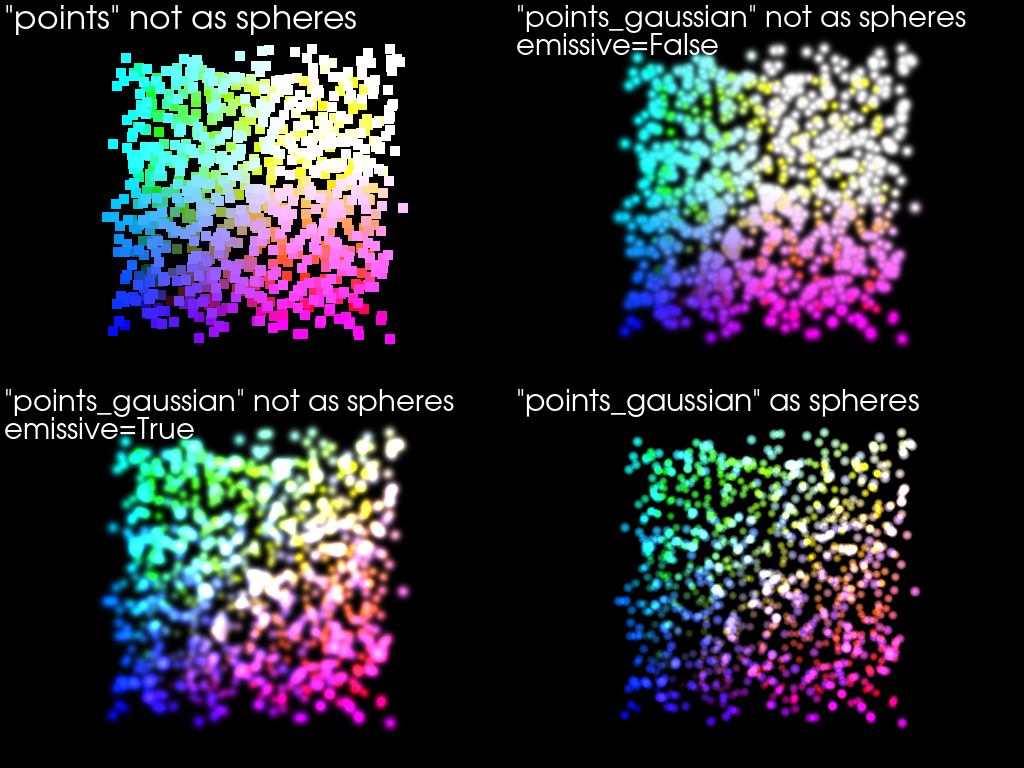 "points" not as spheres
"points_gaussian" not as spheres
emissive=False
"points_gaussian" not as spheres
emissive=True
"points_gaussian" as spheres